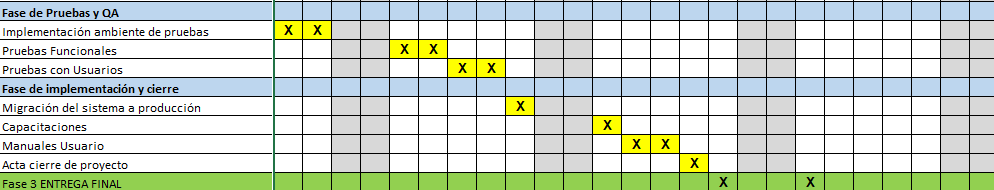 Fase de Pruebas y QA
Implementación ambiente de pruebas X X
Pruebas Funcionales X X
Pruebas con Usuarios X X
Fase de implementación y cierre
Migración del sistema a producción X
Capacitaciones X
Manuales Usuario X X
Acta cierre de proyecto X
Fase 3 ENTREGA FINAL X X